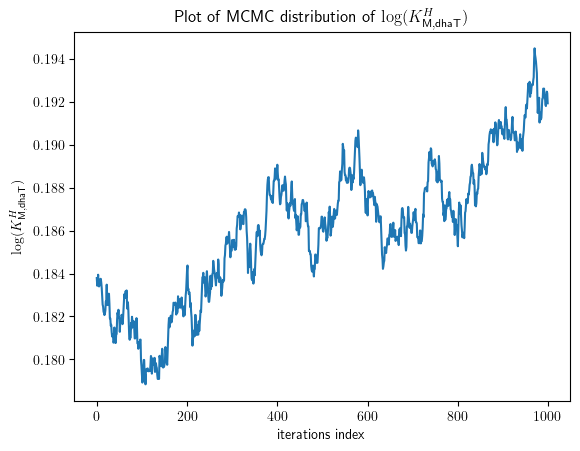 Plot of MCMC distribution of log(K^H_M,dhaT)
log(K^H_M,dhaT)
0.194
0.192
0.190
0.188
0.186
0.184
0.182
0.180
0 200 400 600 800 1000
iterations index